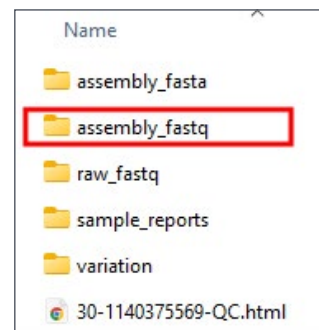 Name
assembly_fasta
assembly_fastq
raw_fastq
sample_reports
variation
30-1140375569-QC.html